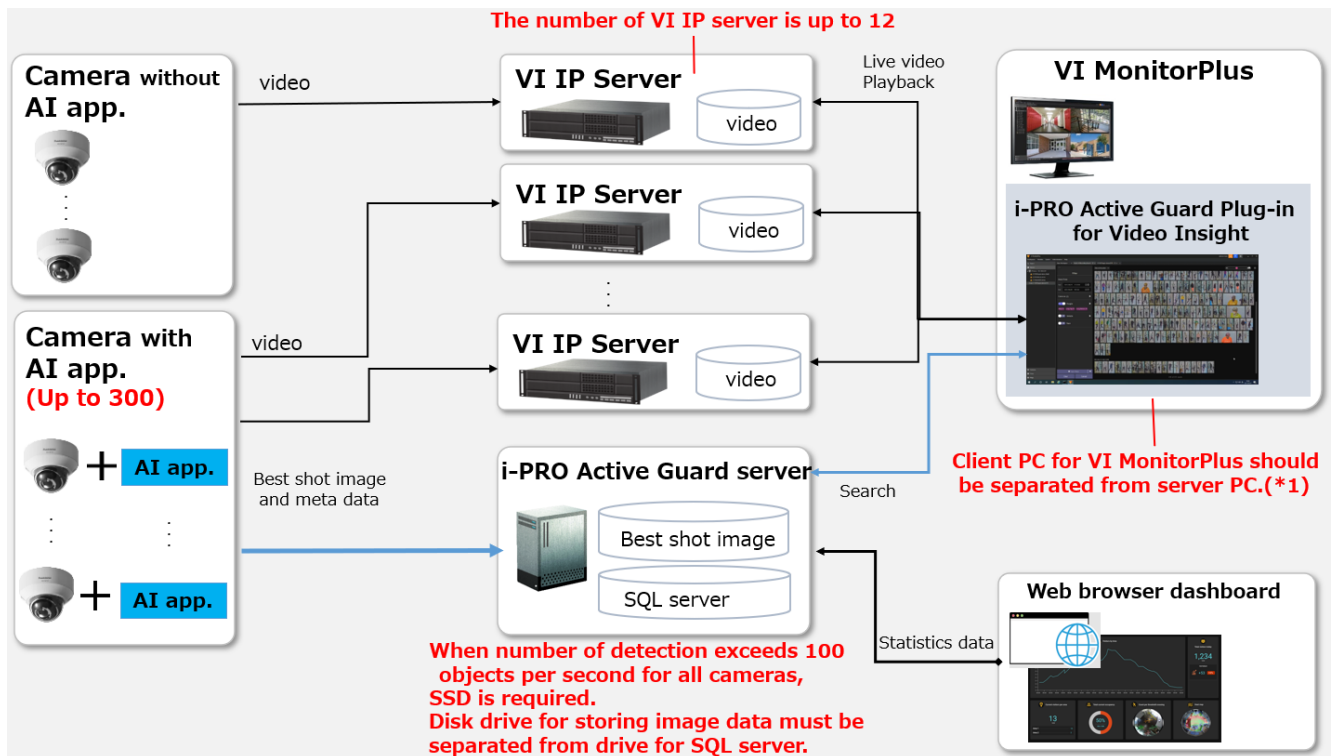 The number of VI IP server is up to 12
Camera without
AI app.
video
VI IP Server
video
Live video
Playback
VI MonitorPlus
VI IP Server
video
i-PRO Active Guard Plug-in
for Video Insight
Camera with
AI app.
(Up to 300)
video
VI IP Server
video
AI app.
AI app.
Best shot image
and meta data
i-PRO Active Guard server
Best shot image
SQL server
Search
Client PC for VI MonitorPlus should
be separated from server PC.(*1)
When number of detection exceeds 100
objects per second for all cameras,
SSD is required.
Disk drive for storing image data must be
separated from drive for SQL server.
Statistics data
Web browser dashboard
1,234
13